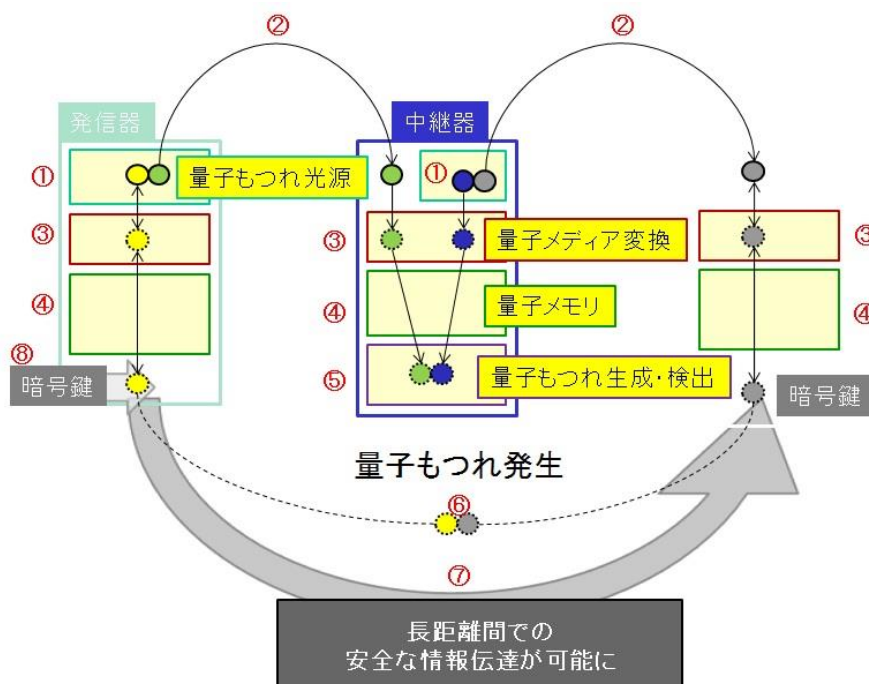 ②
②
発信器
中継器
①
量子もつれ光源
①
③
③
量子メディア変換
③
④
④
量子メモリ
④
⑧
⑤
量子もつれ生成・検出
暗号鍵
暗号鍵
量子もつれ発生
⑥
⑦
長距離間での
安全な情報伝達が可能に